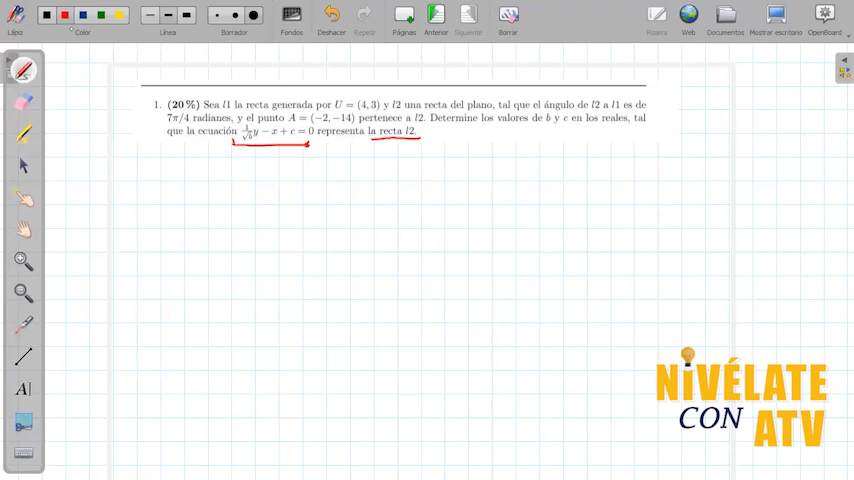 Lápiz
Color
Línea
Borrador
Fondos
Deshacer
Repetir
Páginas
Anterior
Siguiente
Borrar
Pizarra
Web
Documentos
Mostrar escritorio
OpenBoard
1. (20 %) Sea l1 la recta generada por U = (4, 3) y l2 una recta del plano, tal que el ángulo de l2 a l1 es de
7π/4 radianes, y el punto A = (−2, −14) pertenece a l2. Determine los valores de b y c en los reales, tal
que la ecuación 1/√b y − x + c = 0 representa la recta l2.
A|
NIVÉLATE
CON
ATV